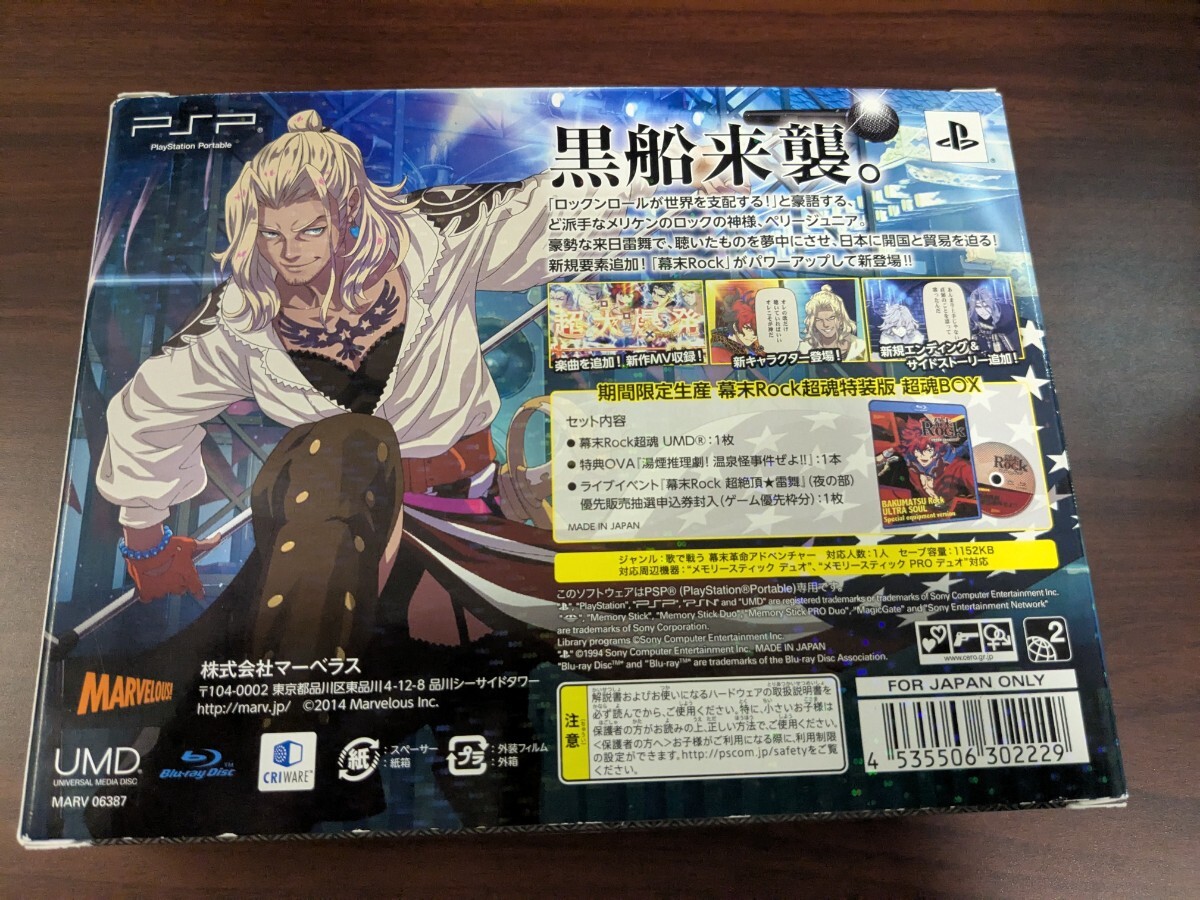 PSP
PlayStation Portable
黒船来襲。
「ロックンロールが世界を支配する!」と豪語する、
ど派手なメリケンのロックの神様、ペリージュニア。
豪勢な来日雷舞で、聴いたものを夢中にさせ、日本に開国と貿易を迫る!
新規要素追加!『幕末Rock』がパワーアップして新登場!!
超大爆発
楽曲を追加!新作MV収録!
新キャラクター登場!
新規エンディング&
サイドストーリー追加!
期間限定生産 幕末Rock超魂特装版 超魂BOX
セット内容
●幕末Rock超魂 UMD®:1枚
●特典OVA『湯煙推理劇!温泉怪事件ぜよ!!』:1本
●ライブイベント『幕末Rock 超絶頂★雷舞』(夜の部)
優先販売抽選申込券封入(ゲーム優先枠分):1枚
MADE IN JAPAN
Rock
BAKUMATSU Rock
ULTRA SOUL
Special equipment version
Rock
ジャンル:歌で戦う 幕末革命アドベンチャー 対応人数:1人 セーブ容量:1152KB
対応周辺機器:"メモリースティック デュオ"、"メモリースティック PRO デュオ"対応
このソフトウェアはPSP® (PlayStation®Portable)専用です。
"PlayStation", "PSP", "PSN" and "UMD" are registered trademarks or trademarks of Sony Computer Entertainment Inc.
"Memory Stick", "Memory Stick Duo", "Memory Stick PRO Duo", "MagicGate" and "Sony Entertainment Network"
are trademarks of Sony Corporation.
Library programs ©Sony Computer Entertainment Inc.
©1994 Sony Computer Entertainment Inc. MADE IN JAPAN
"Blu-ray Disc™" and "Blu-ray™" are trademarks of the Blu-ray Disc Association.
www.cero.gr.jp
2
MARVELOUS!
株式会社マーベラス
〒104-0002 東京都品川区東品川4-12-8 品川シーサイドタワー
http://marv.jp/ ©2014 Marvelous Inc.
UMD
UNIVERSAL MEDIA DISC
MARV 06387
Blu-ray Disc™
CRIWARE™
紙
:スペーサー
:紙箱
プラ
:外装フィルム
:外箱
注意
解説書およびお使いになるハードウェアの取扱説明書を
必ず読んでから、ご使用ください。特に、小さいお子様は
保護者の方がお読みの上、正しい方法で、ご使用ください。
<保護者の方へ>お子様がご利用になる際に、利用制限
の設定ができます。http://pscom.jp/safetyをご覧
ください。
FOR JAPAN ONLY
4 535506 302229